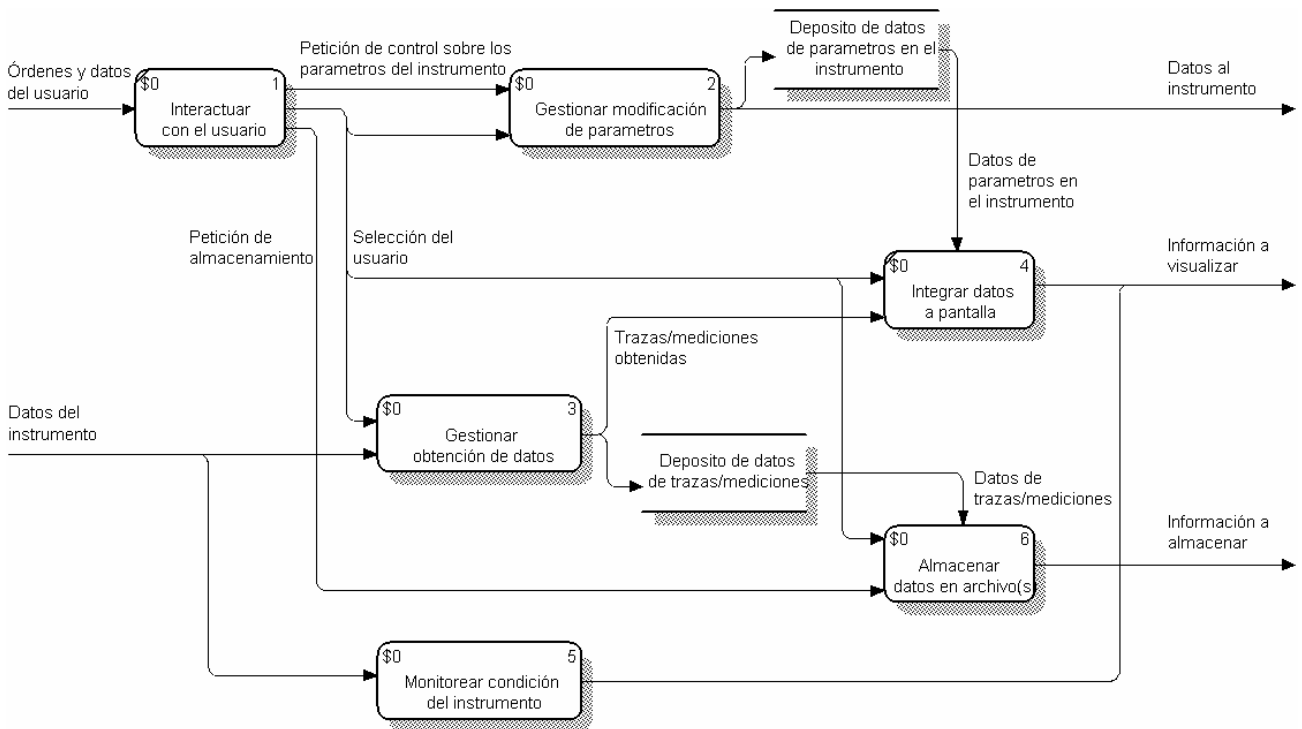 Deposito de datos
de parametros en el
instrumento
Petición de control sobre los
parametros del instrumento
Órdenes y datos
del usuario
$0 1
Interactuar
con el usuario
$0 2
Gestionar modificación
de parametros
Datos al
instrumento
Datos de
parametros en
el instrumento
Petición de
almacenamiento
Selección del
usuario
$0 4
Integrar datos
a pantalla
Información a
visualizar
Trazas/mediciones
obtenidas
Datos del
instrumento
$0 3
Gestionar
obtención de datos
Deposito de datos
de trazas/mediciones
Datos de
trazas/mediciones
$0 6
Almacenar
datos en archivo(s
Información a
almacenar
$0 5
Monitorear condición
del instrumento